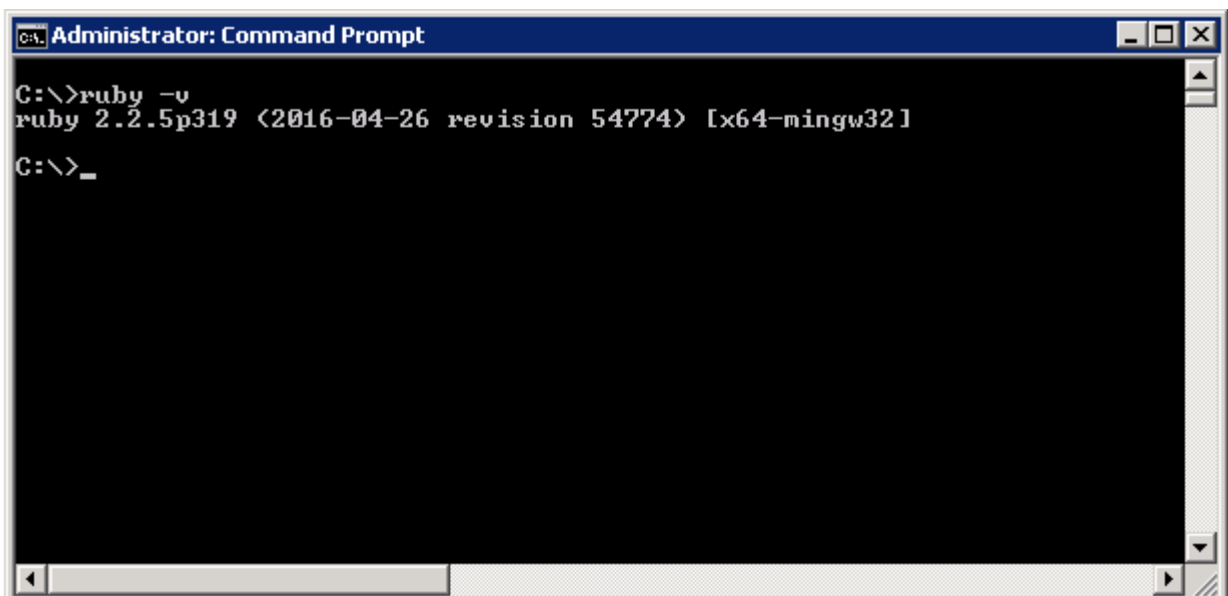 Administrator: Command Prompt
C:\>ruby -v
ruby 2.2.5p319 (2016-04-26 revision 54774) [x64-mingw32]
C:\>_